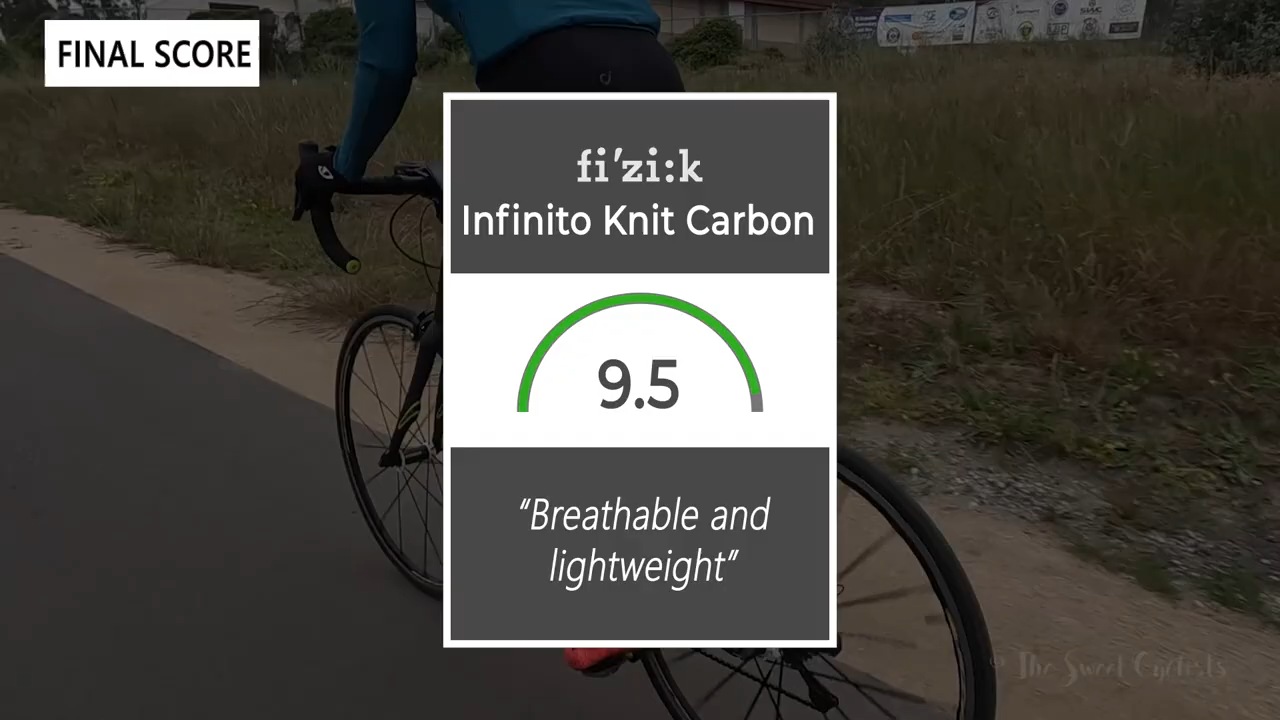 FINAL SCORE
fi'zi:k
Infinito Knit Carbon
9.5
“Breathable and
lightweight”
© The Sweet Cyclists